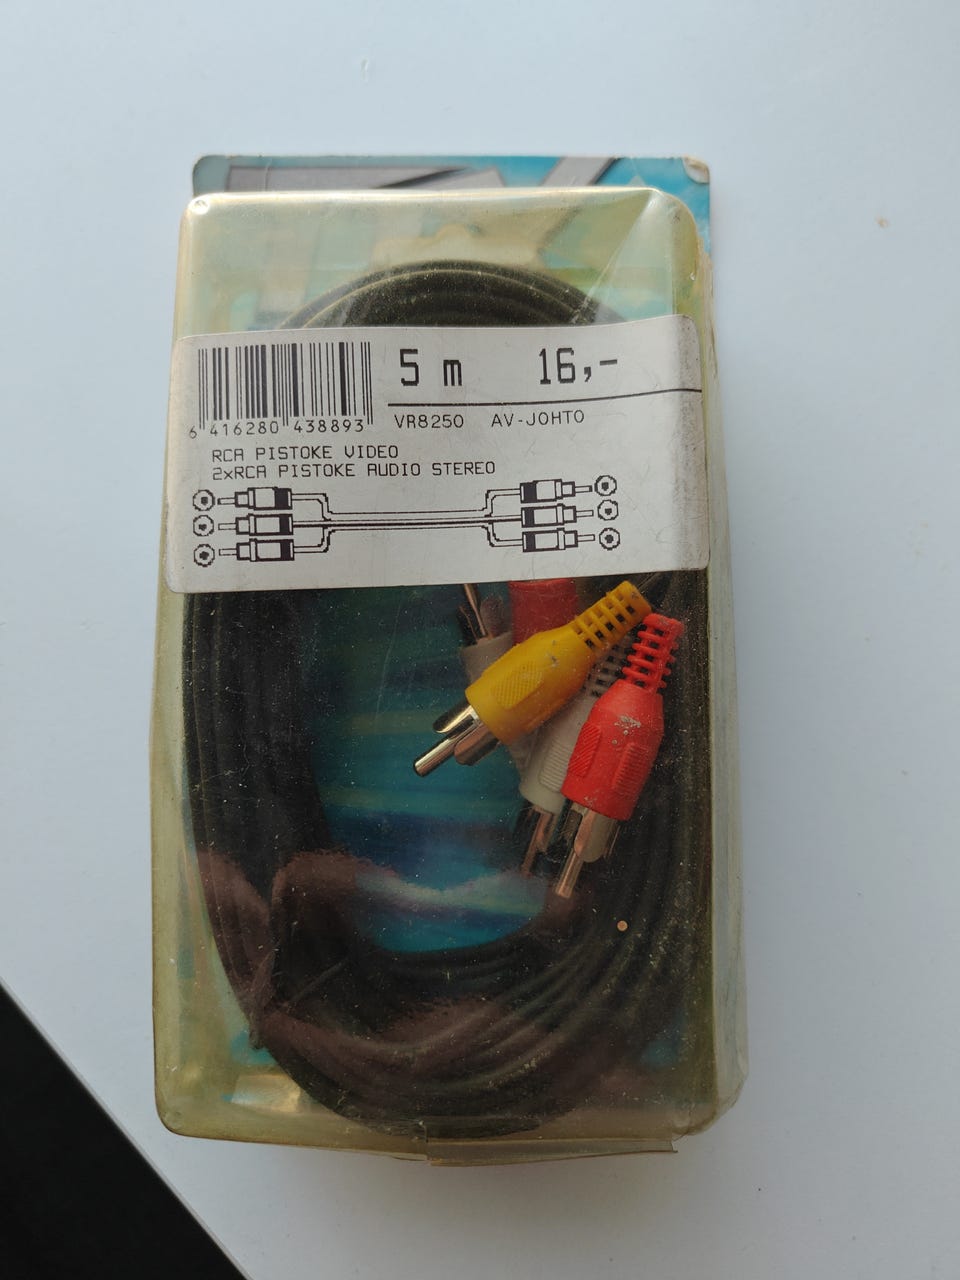 5 m 16,-
6 416280 438893
VR8250 AV-JOHTO
RCA PISTOKE VIDEO
2xRCA PISTOKE AUDIO STEREO